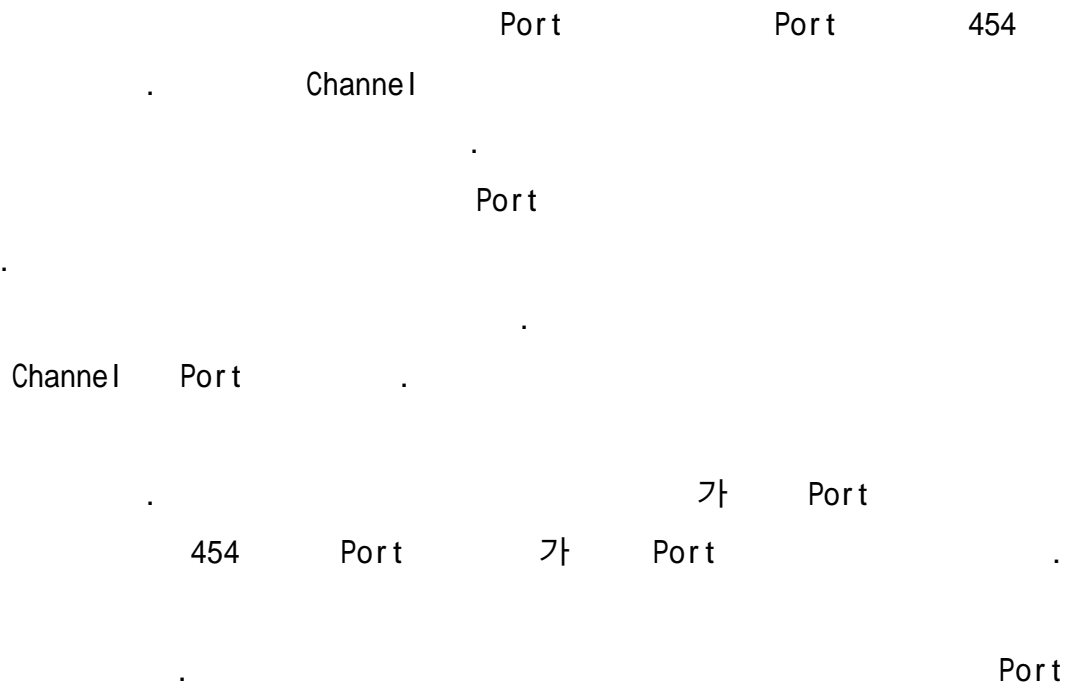 Port Port 454
. Channel
.
Port
.
.
Channel Port .
. 가 Port
454 Port 가 Port .
. Port